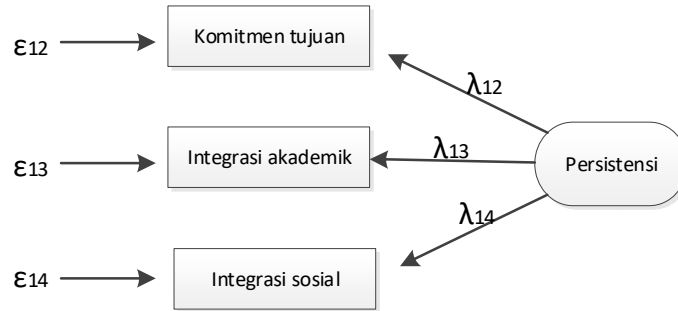 ε12
Komitmen tujuan
λ12
ε13
Integrasi akademik
λ13
Persistensi
λ14
ε14
Integrasi sosial